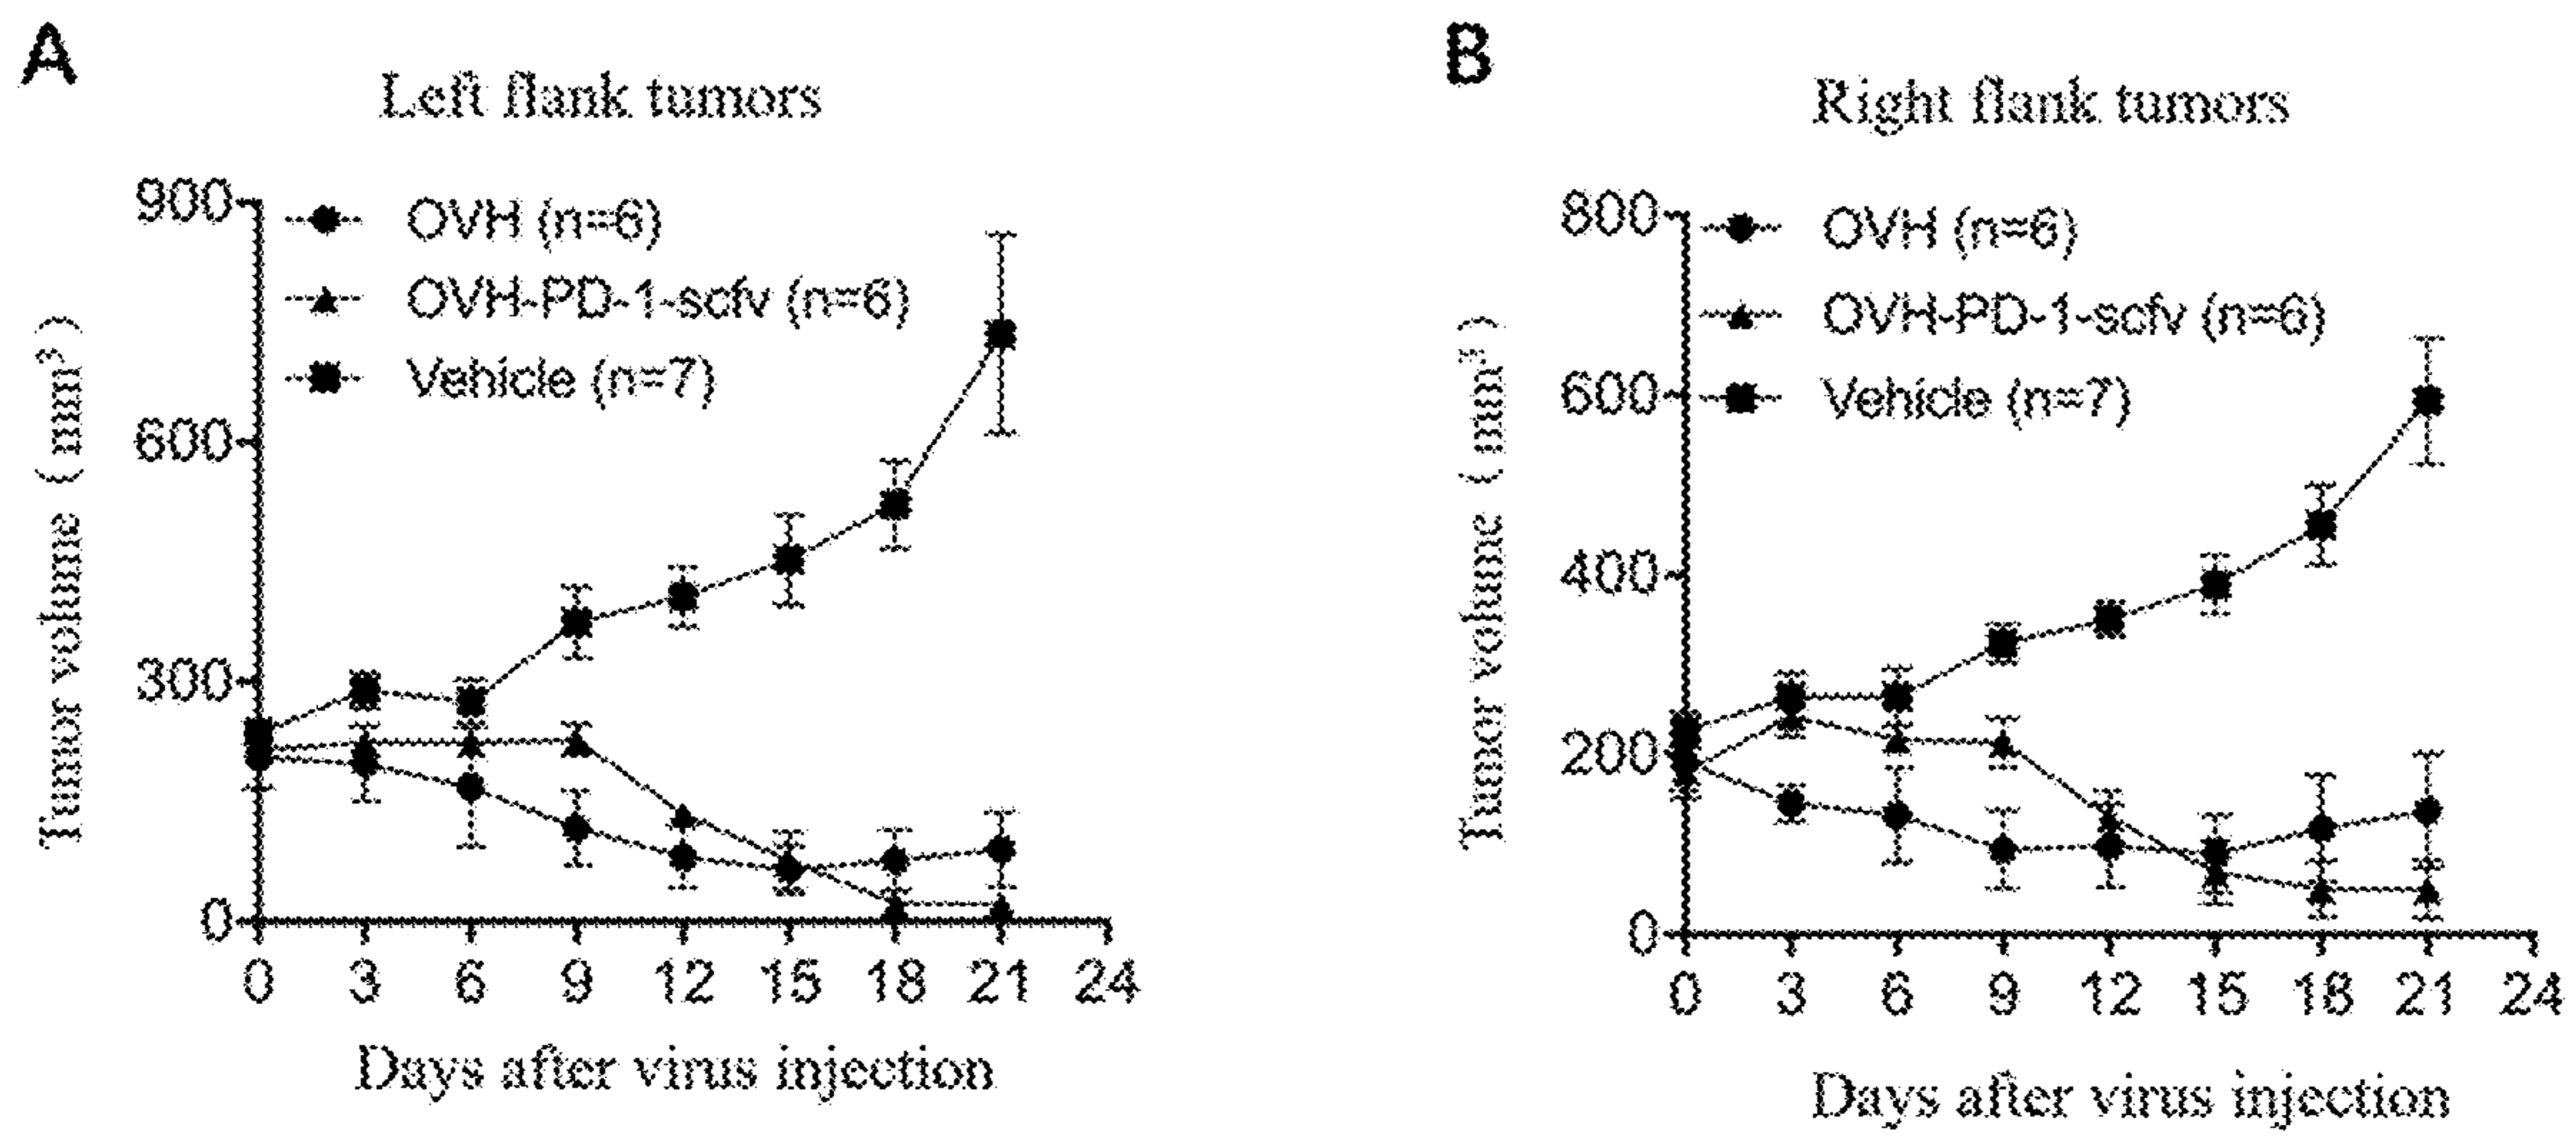 A
Left flank tumors
900
600
300
0
OVH (n=6)
OVH-PD-1-scfv (n=6)
Vehicle (n=7)
Tumor volume ( mm³ )
0 3 6 9 12 15 18 21 24
Days after virus injection
B
Right flank tumors
800
600
400
200
0
OVH (n=6)
OVH-PD-1-scfv (n=6)
Vehicle (n=7)
Tumor volume ( mm³ )
0 3 6 9 12 15 18 21 24
Days after virus injection